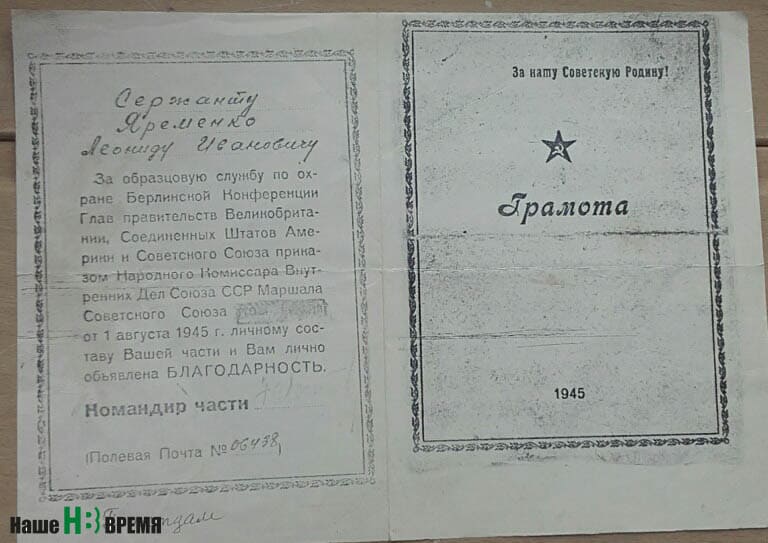 Сержанту
Яременко
Леониду Ивановичу
За образцовую службу по ох-
ране Берлинской Конференции
Глав правительств Великобрита-
нии, Соединенных Штатов Аме-
рики и Советского Союза прика-
зом Народного Комиссара Внут-
ренних Дел Союза ССР Маршала
Советского Союза
от 1 августа 1945 г. личному сос-
таву Вашей части и Вам лично
объявлена БЛАГОДАРНОСТЬ.
Командир части
(Полевая Почта № 06438)
Наше НВ ВРЕМЯ
За нашу Советскую Родину!
Грамота
1945